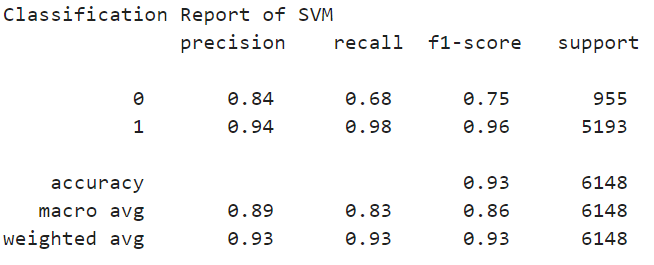 Classification Report of SVM
precision recall f1-score support
0 0.84 0.68 0.75 955
1 0.94 0.98 0.96 5193
accuracy 0.93 6148
macro avg 0.89 0.83 0.86 6148
weighted avg 0.93 0.93 0.93 6148